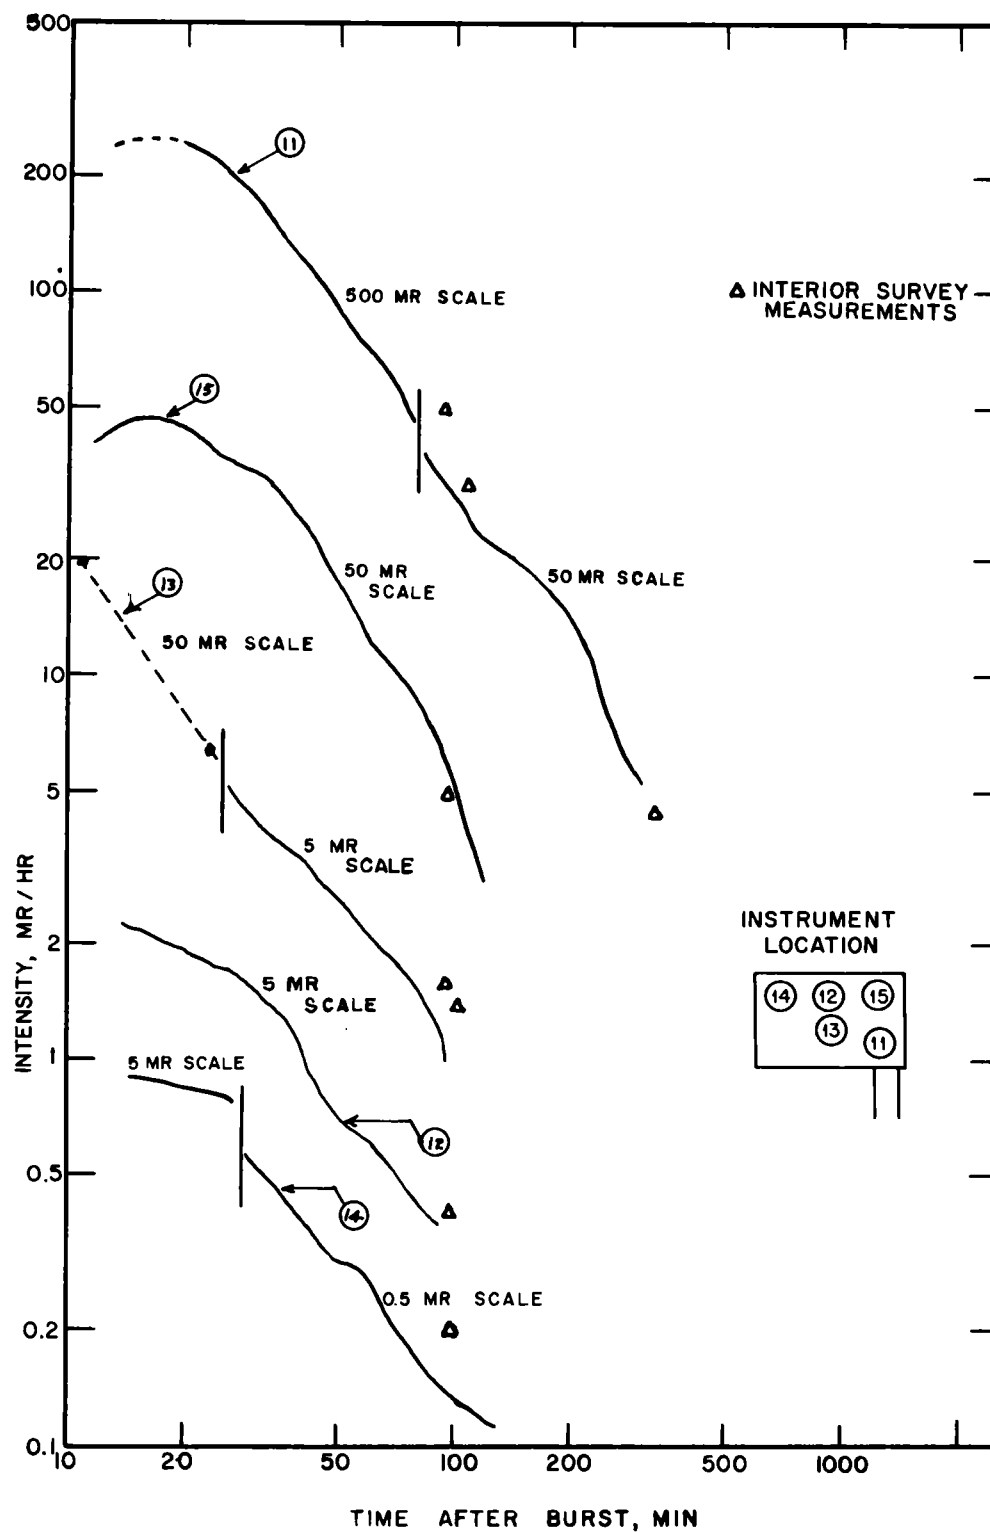 500
11
200
100
500 MR SCALE
△ INTERIOR SURVEY
MEASUREMENTS
15
50
20
50 MR
SCALE
50 MR SCALE
13
50 MR SCALE
10
5
5 MR
SCALE
INTENSITY, MR/HR
INSTRUMENT
LOCATION
2
5 MR
SCALE
14 12 15
13
11
1
5 MR SCALE
12
0.5
14
0.5 MR SCALE
0.2
0.1
10 20 50 100 200 500 1000
TIME AFTER BURST, MIN